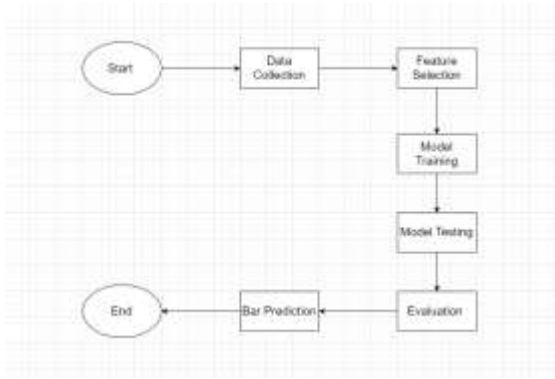 Start
Data
Collection
Feature
Selection
Model
Training
Model Testing
Evaluation
Bar Prediction
End